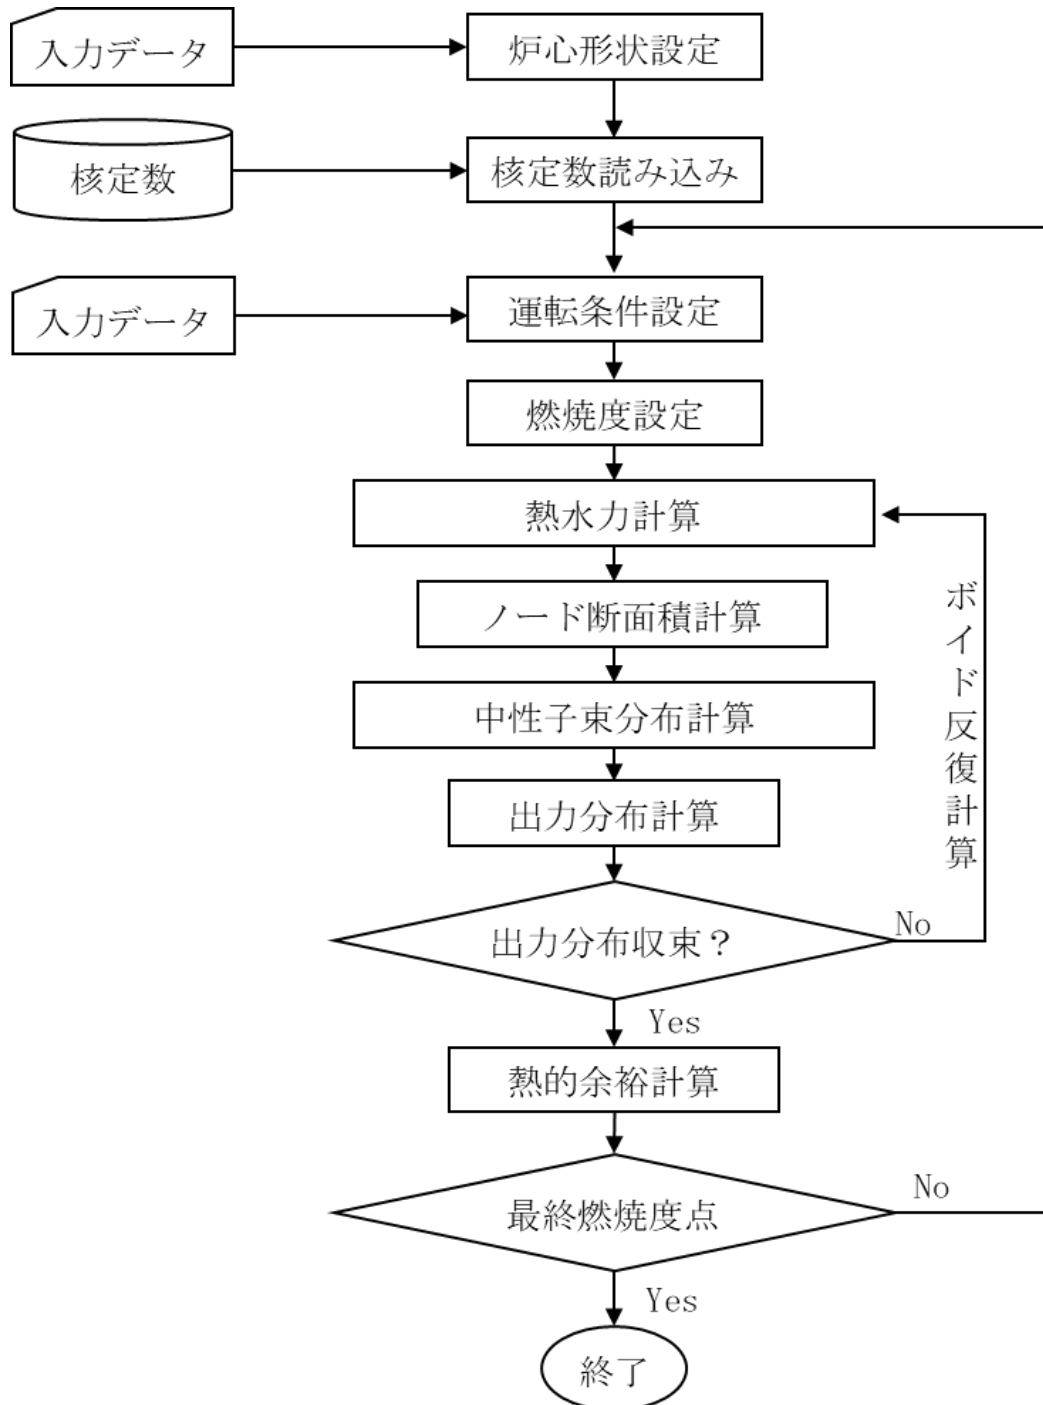 入力データ
炉心形状設定
核定数
核定数読み込み
入力データ
運転条件設定
燃焼度設定
熱水力計算
ノード断面積計算
中性子束分布計算
出力分布計算
ボイド反復計算
出力分布収束？
No
Yes
熱的余裕計算
最終燃焼度点
No
Yes
終了